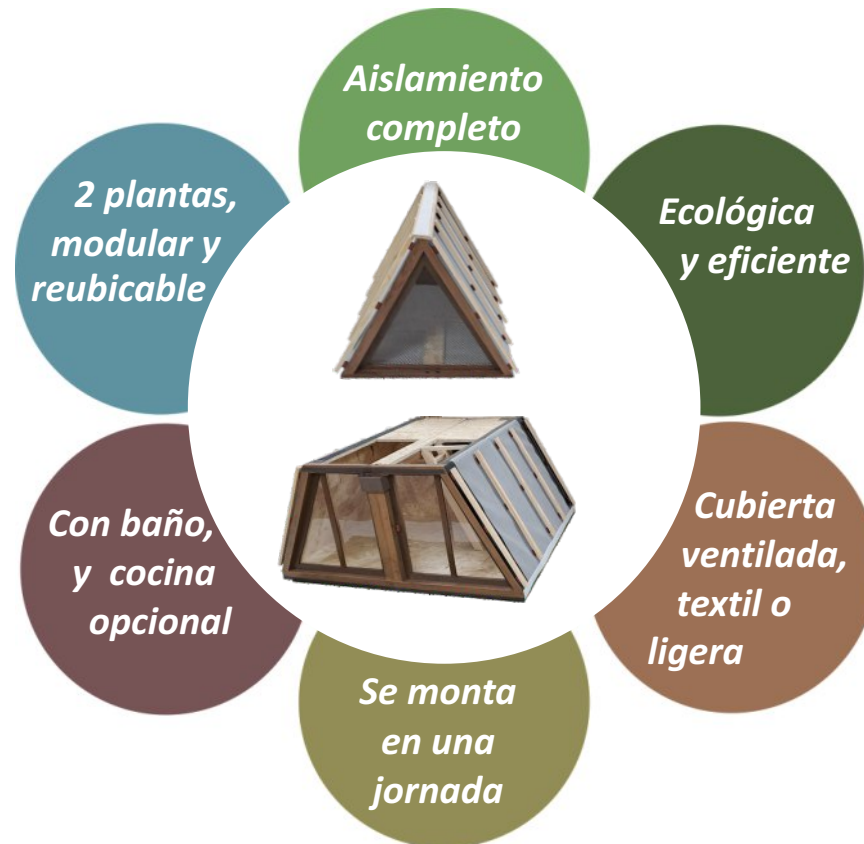 Aislamiento
completo
2 plantas,
modular y
reubicable
Ecológica
y eficiente
Con baño,
y cocina
opcional
Cubierta
ventilada,
textil o
ligera
Se monta
en una
jornada